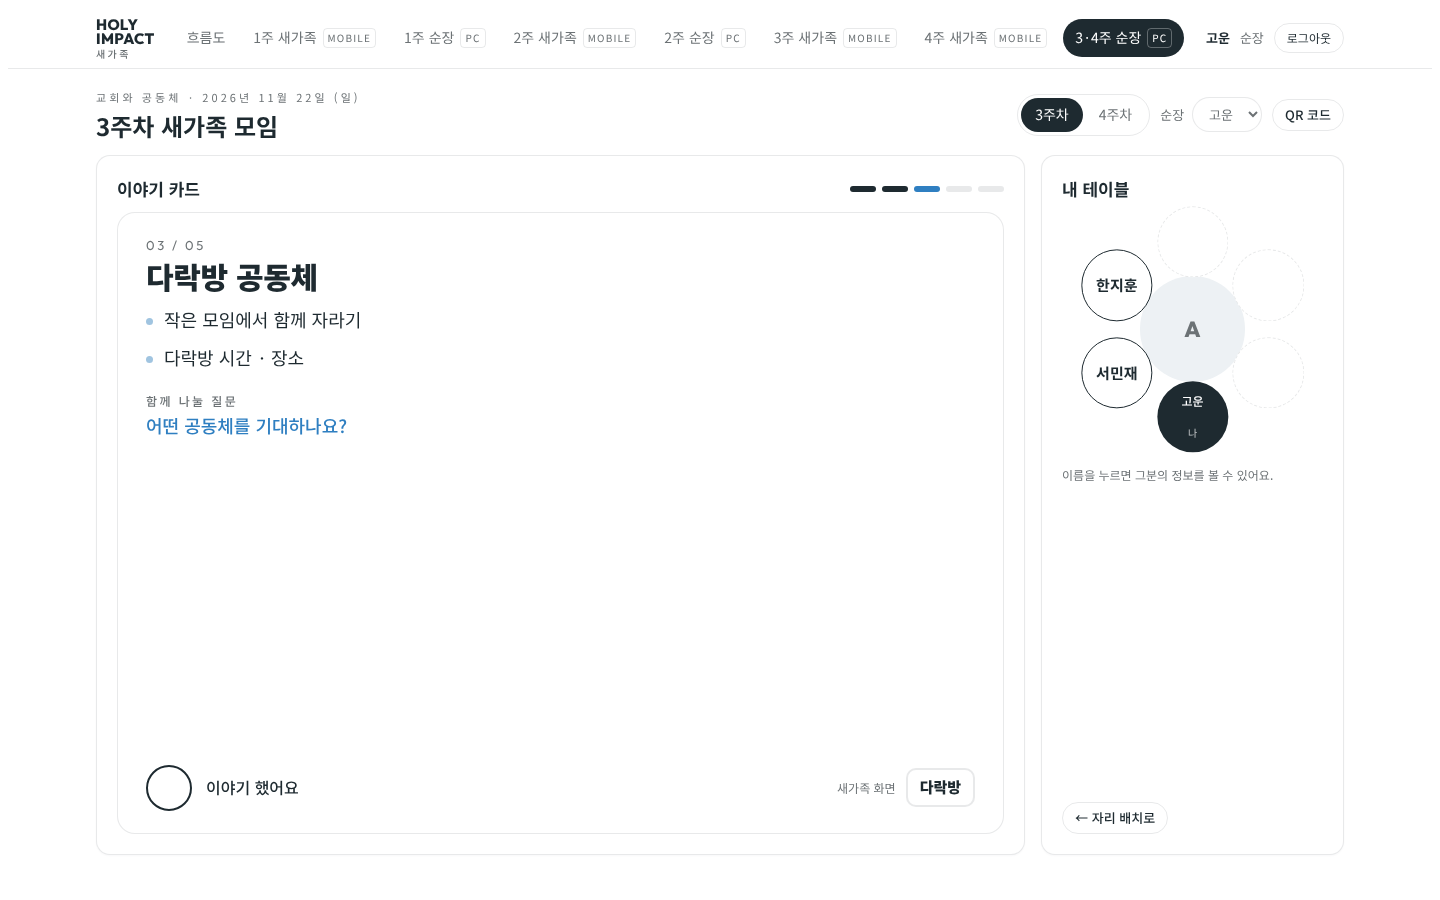 HOLY
IMPACT
새가족
흐름도
1주 새가족 MOBILE
1주 순장 PC
2주 새가족 MOBILE
2주 순장 PC
3주 새가족 MOBILE
4주 새가족 MOBILE
3·4주 순장 PC
고운 순장
로그아웃
교회와 공동체 · 2026년 11월 22일 (일)
3주차 새가족 모임
3주차
4주차
순장
고운
QR 코드
이야기 카드
03 / 05
다락방 공동체
작은 모임에서 함께 자라기
다락방 시간 · 장소
함께 나눌 질문
어떤 공동체를 기대하나요?
이야기 했어요
새가족 화면
다락방
내 테이블
한지훈
A
서민재
고운
나
이름을 누르면 그분의 정보를 볼 수 있어요.
← 자리 배치로